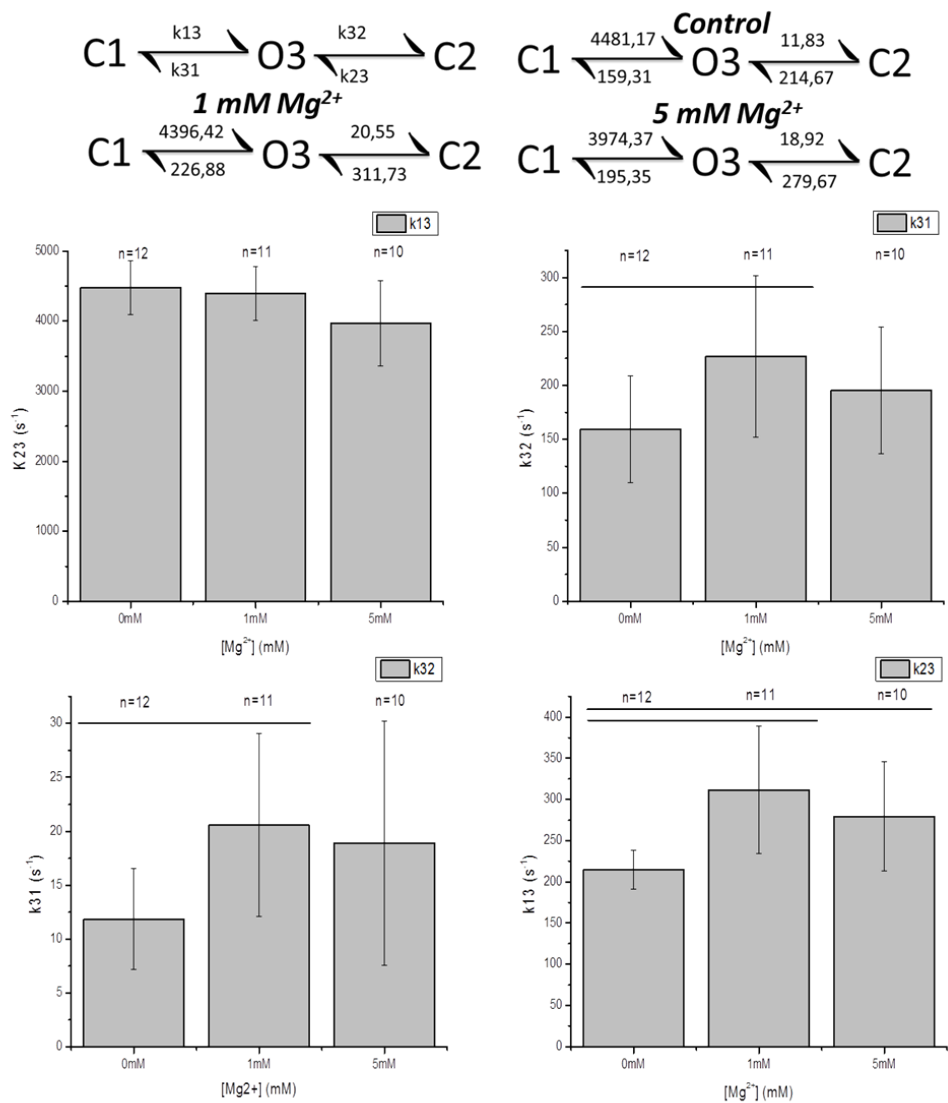 k13 k32
C1 O3 C2
k31 k23
Control
4481,17 11,83
C1 O3 C2
159,31 214,67
1 mM Mg²⁺
4396,42 20,55
C1 O3 C2
226,88 311,73
5 mM Mg²⁺
3974,37 18,92
C1 O3 C2
195,35 279,67
k13
n=12 n=11 n=10
5000
4000
3000
4000
1000
0
K23 (s⁻¹)
0mM 1mM 5mM
[Mg²⁺] (mM)
k31
n=12 n=11 n=10
300
250
200
150
100
50
0
k32 (s⁻¹)
0mM 1mM 5mM
[Mg²⁺] (mM)
k32
n=12 n=11 n=10
30
25
20
15
10
5
0
k31 (s⁻¹)
0mM 1mM 5mM
[Mg2+] (mM)
k23
n=12 n=11 n=10
400
350
300
250
200
150
100
50
0
k13 (s⁻¹)
0mM 1mM 5mM
[Mg²⁺] (mM)